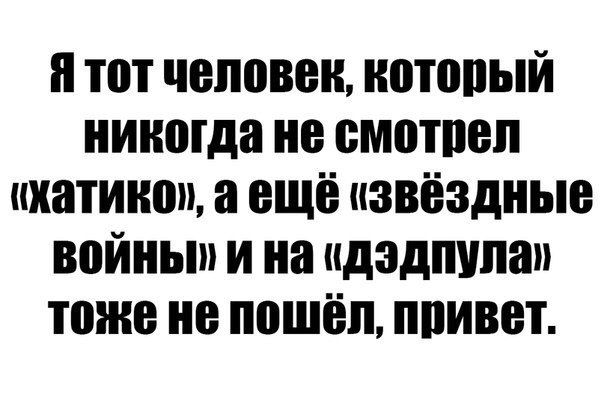 Я тот человек, который
никогда не смотрел
«хатико», а ещё «звёздные
войны» и на «дэдпула»
тоже не пошёл, привет.